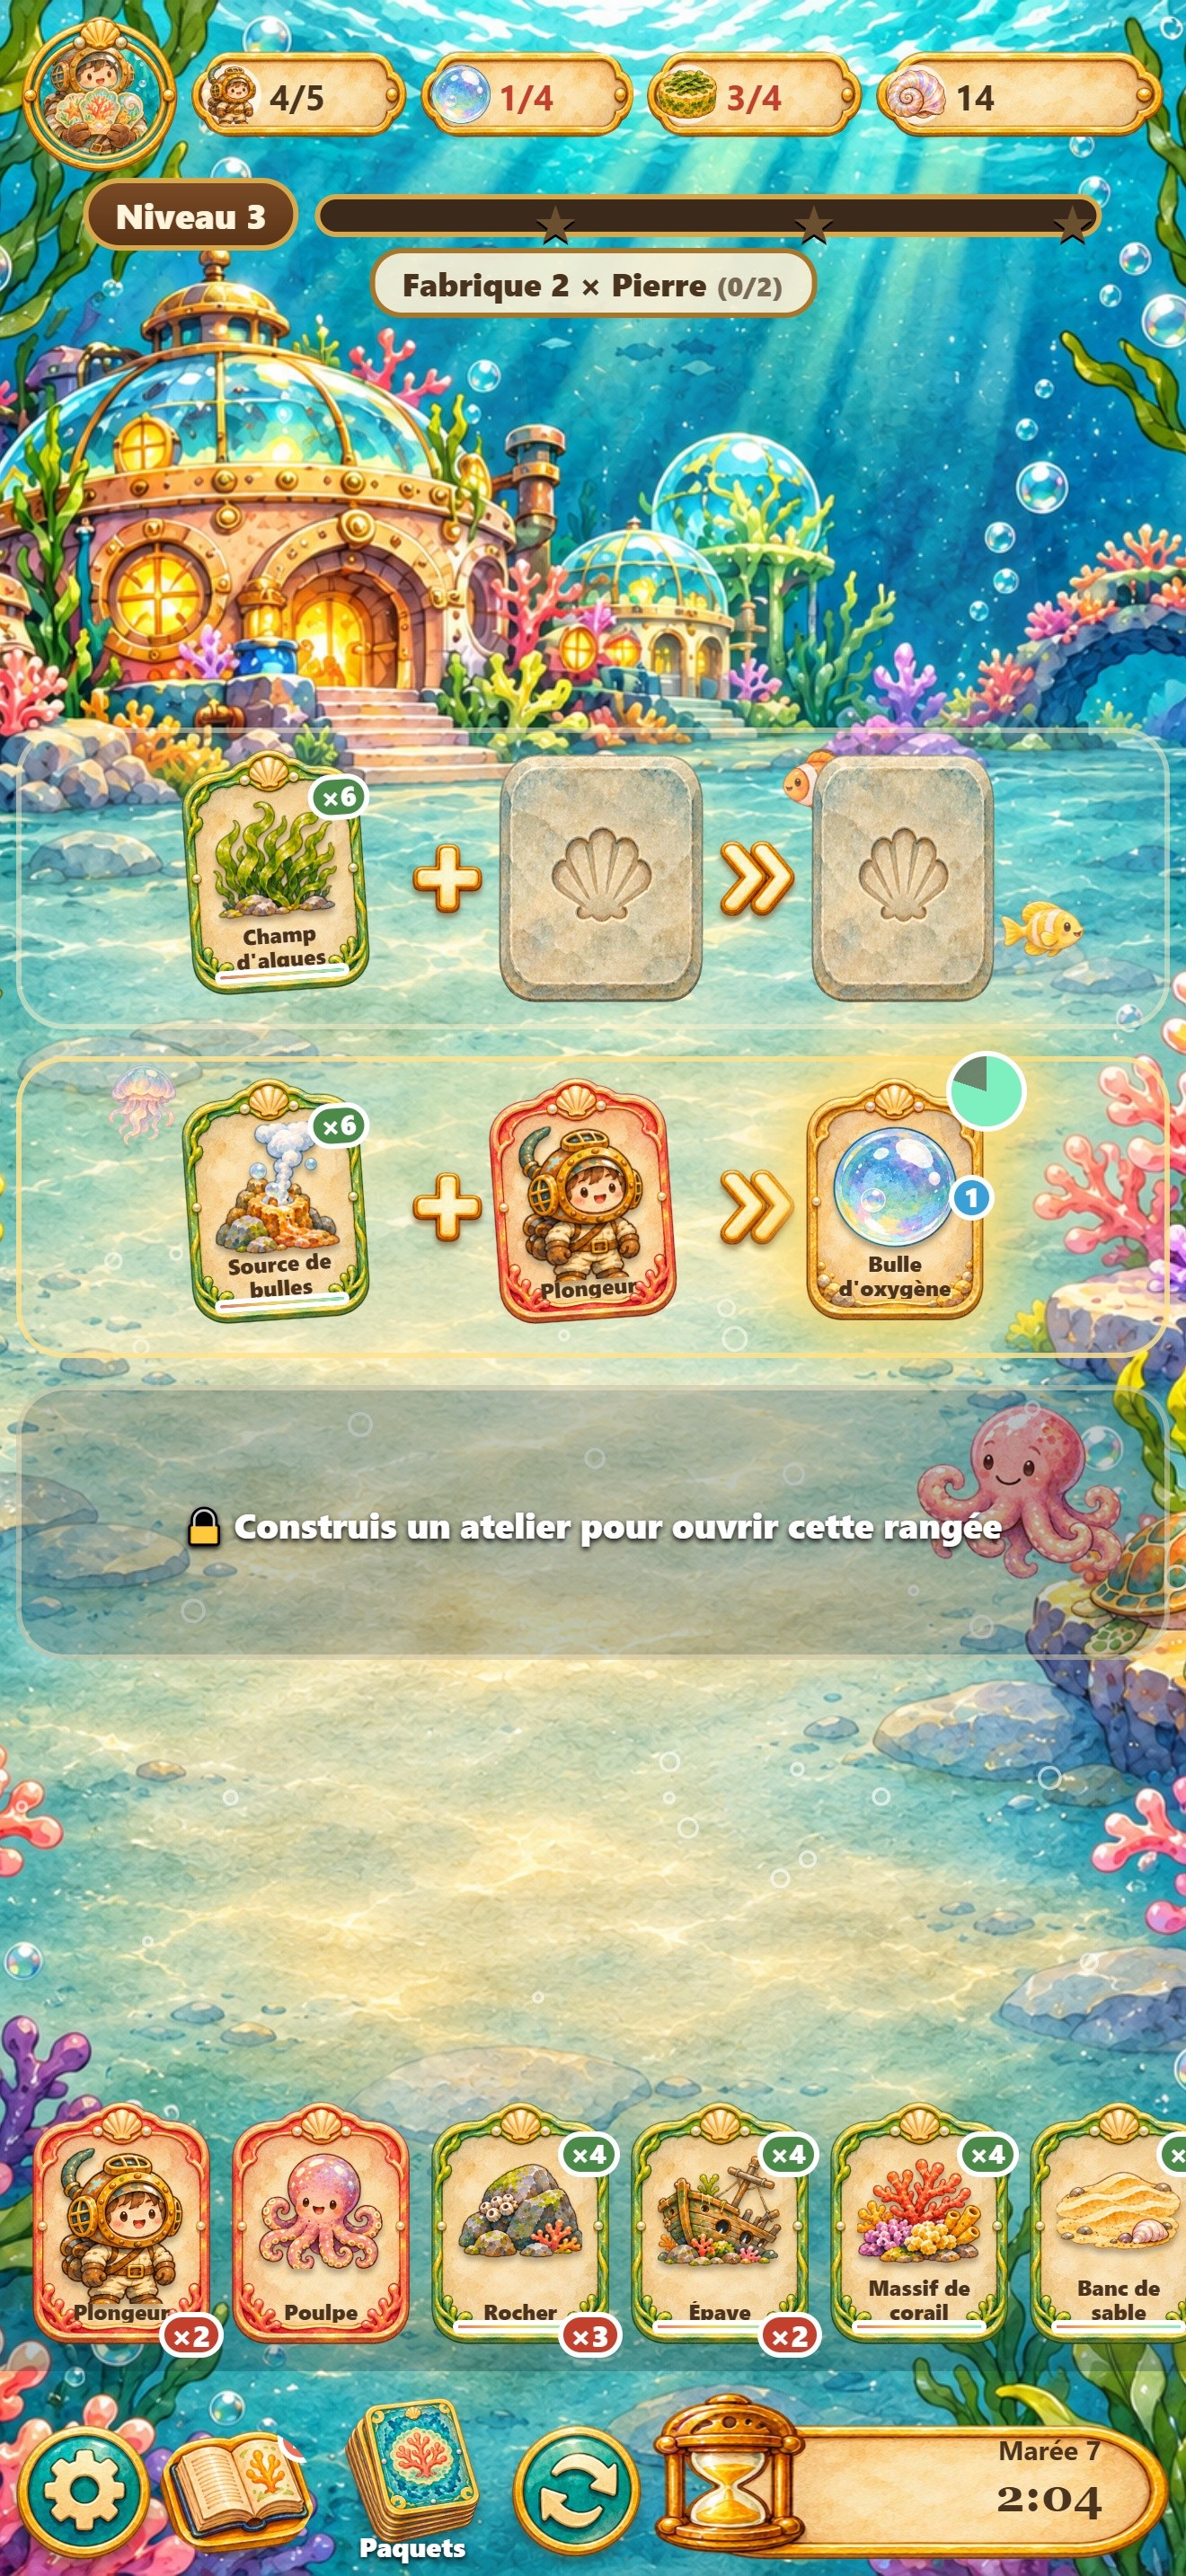 4/5
1/4
3/4
14
Niveau 3
Fabrique 2 × Pierre (0/2)
×6
Champ
d'algues
×6
Source de
bulles
Plongeur
1
Bulle
d'oxygène
🔒 Construis un atelier pour ouvrir cette rangée
Plongeur
×2
Poulpe
×4
Rocher
×3
×4
Épave
×2
×4
Massif de
corail
×
Banc de
sable
Paquets
Marée 7
2:04